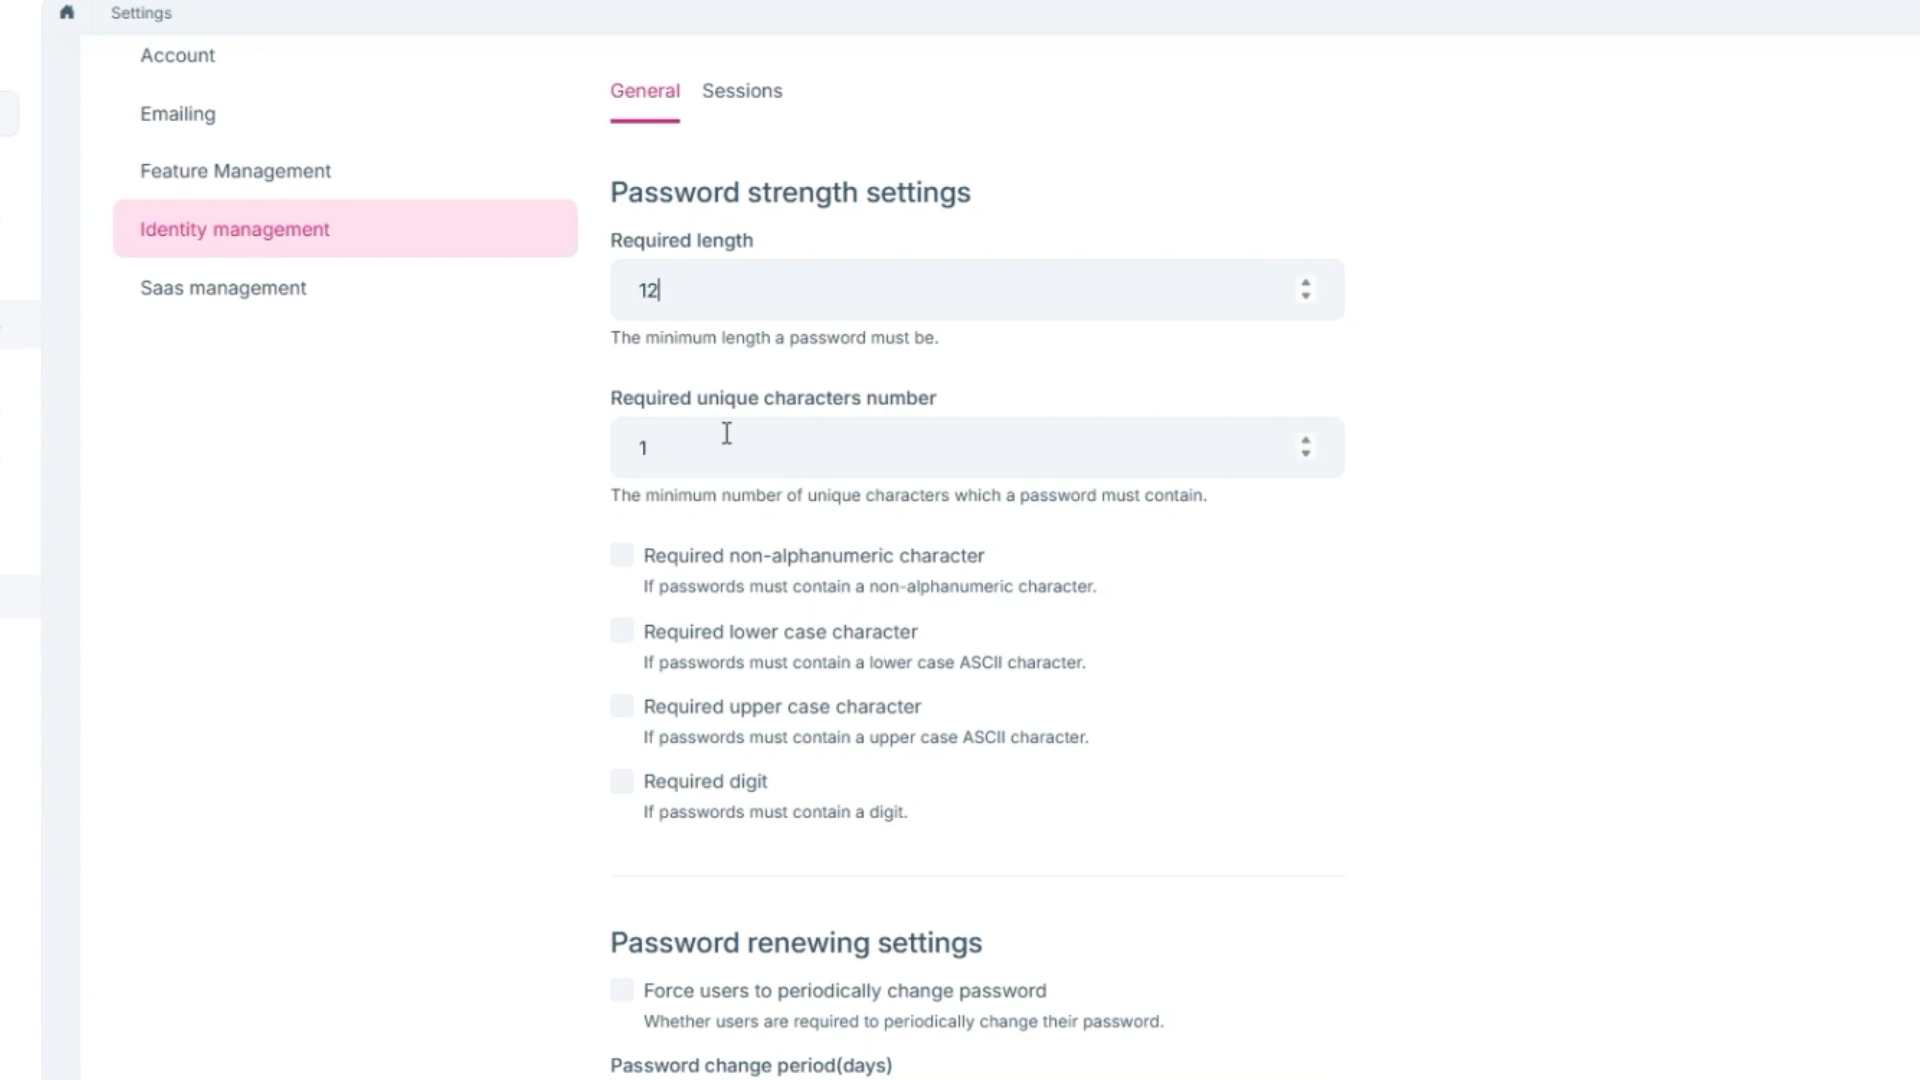 Settings
Account
Emailing
Feature Management
Identity management
Saas management
General Sessions
Password strength settings
Required length
12
The minimum length a password must be.
Required unique characters number
1
The minimum number of unique characters which a password must contain.
Required non-alphanumeric character
If passwords must contain a non-alphanumeric character.
Required lower case character
If passwords must contain a lower case ASCII character.
Required upper case character
If passwords must contain a upper case ASCII character.
Required digit
If passwords must contain a digit.
Password renewing settings
Force users to periodically change password
Whether users are required to periodically change their password.
Password change period(days)